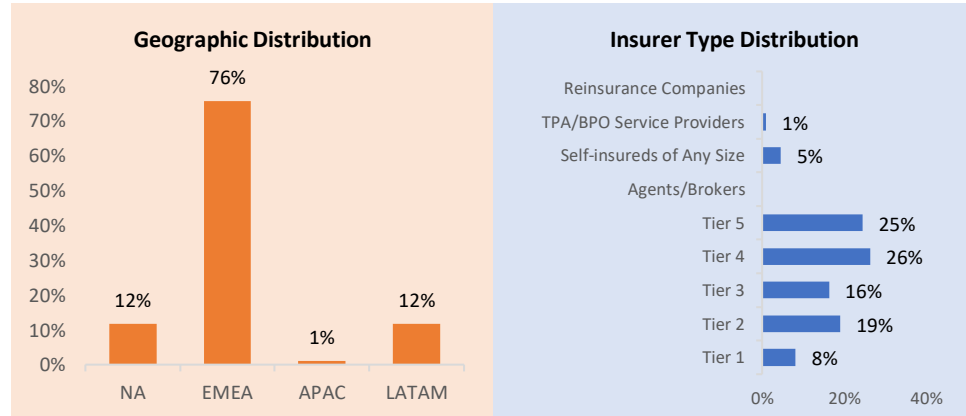 Geographic Distribution
80%
70%
60%
50%
40%
30%
20%
10%
0%
12%
76%
1%
12%
NA EMEA APAC LATAM
Insurer Type Distribution
Reinsurance Companies
TPA/BPO Service Providers 1%
Self-insureds of Any Size 5%
Agents/Brokers
Tier 5 25%
Tier 4 26%
Tier 3 16%
Tier 2 19%
Tier 1 8%
0% 20% 40%